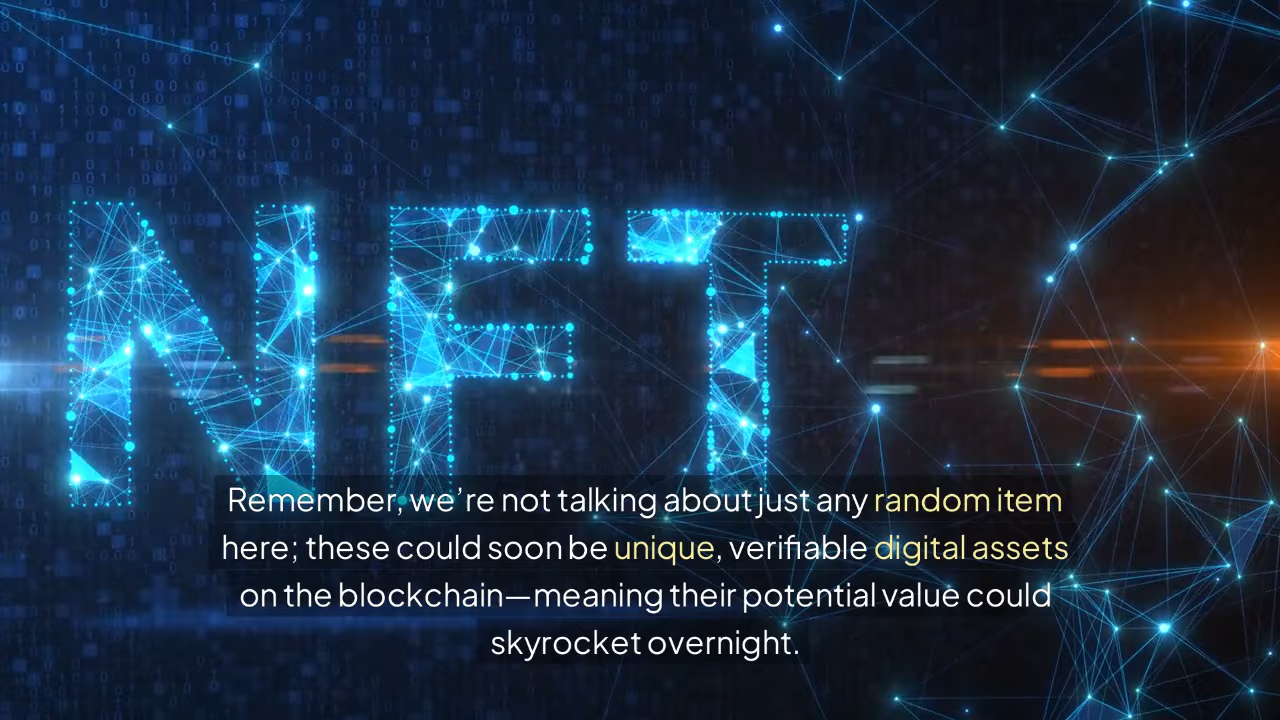 NFT
Remember, we’re not talking about just any random item
here; these could soon be unique, verifiable digital assets
on the blockchain—meaning their potential value could
skyrocket overnight.